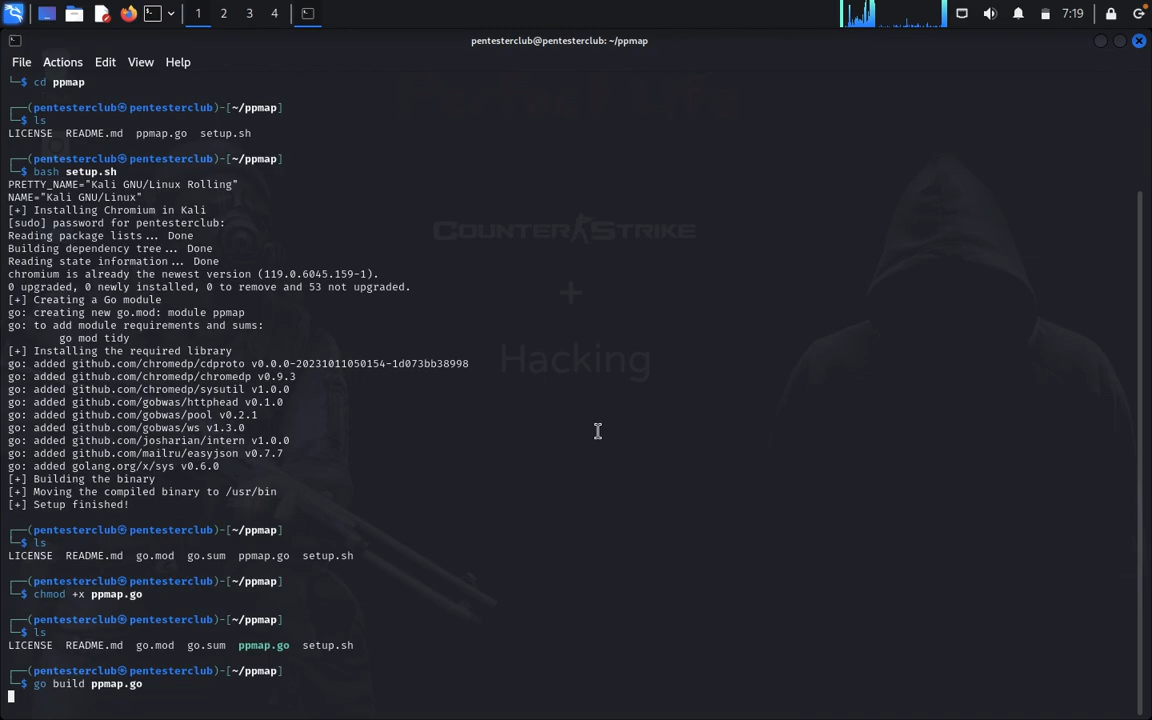 1 2 3 4
7:19
pentesterclub@pentesterclub: ~/ppmap
File Actions Edit View Help
└─$ cd ppmap
┌──(pentesterclub㉿pentesterclub)-[~/ppmap]
└─$ ls
LICENSE README.md ppmap.go setup.sh
┌──(pentesterclub㉿pentesterclub)-[~/ppmap]
└─$ bash setup.sh
PRETTY_NAME="Kali GNU/Linux Rolling"
NAME="Kali GNU/Linux"
[+] Installing Chromium in Kali
[sudo] password for pentesterclub:
Reading package lists... Done
Building dependency tree... Done
Reading state information... Done
chromium is already the newest version (119.0.6045.159-1).
0 upgraded, 0 newly installed, 0 to remove and 53 not upgraded.
[+] Creating a Go module
go: creating new go.mod: module ppmap
go: to add module requirements and sums:
go mod tidy
[+] Installing the required library
go: added github.com/chromedp/cdproto v0.0.0-20231011050154-1d073bb38998
go: added github.com/chromedp/chromedp v0.9.3
go: added github.com/chromedp/sysutil v1.0.0
go: added github.com/gobwas/httphead v0.1.0
go: added github.com/gobwas/pool v0.2.1
go: added github.com/gobwas/ws v1.3.0
go: added github.com/josharian/intern v1.0.0
go: added github.com/mailru/easyjson v0.7.7
go: added golang.org/x/sys v0.6.0
[+] Building the binary
[+] Moving the compiled binary to /usr/bin
[+] Setup finished!
┌──(pentesterclub㉿pentesterclub)-[~/ppmap]
└─$ ls
LICENSE README.md go.mod go.sum ppmap.go setup.sh
┌──(pentesterclub㉿pentesterclub)-[~/ppmap]
└─$ chmod +x ppmap.go
┌──(pentesterclub㉿pentesterclub)-[~/ppmap]
└─$ ls
LICENSE README.md go.mod go.sum ppmap.go setup.sh
┌──(pentesterclub㉿pentesterclub)-[~/ppmap]
└─$ go build ppmap.go
COUNTER STRIKE
+
Hacking